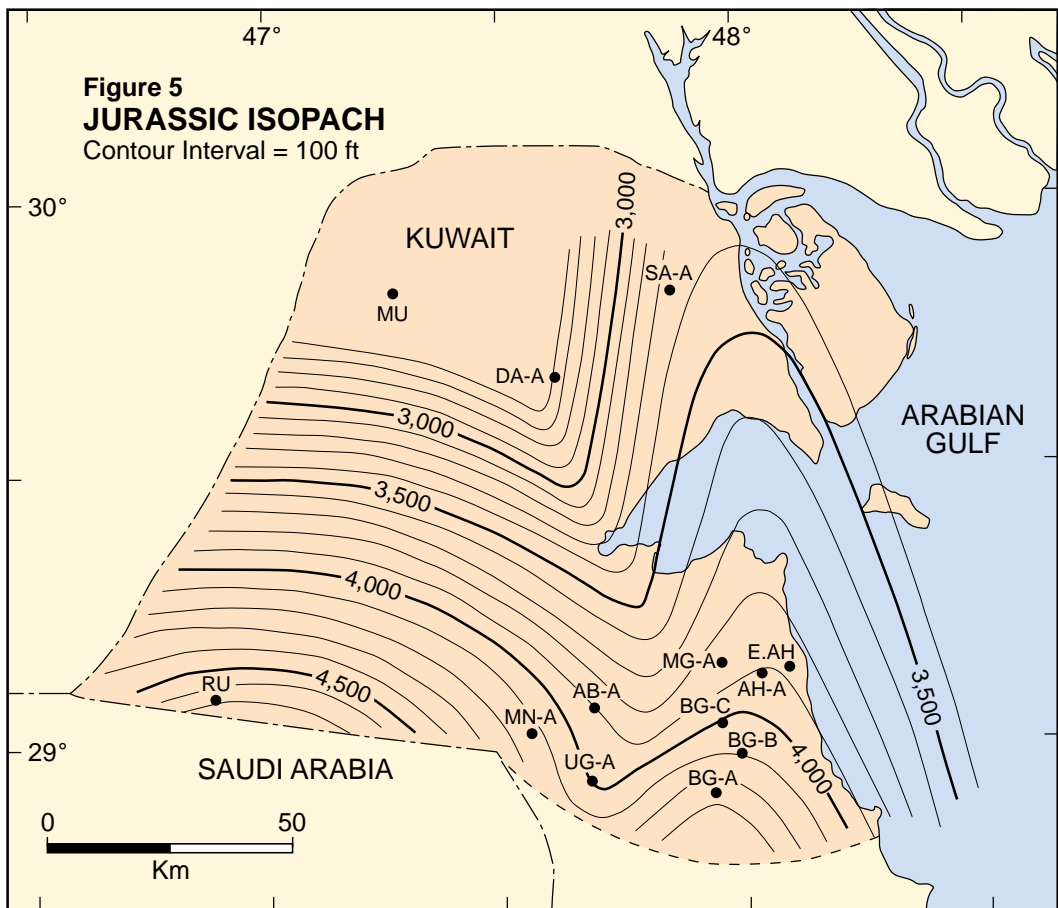 47°
48°
Figure 5
JURASSIC ISOPACH
Contour Interval = 100 ft
30°
KUWAIT
3,000
SA-A
MU
DA-A
3,000
ARABIAN
GULF
3,500
4,000
MG-A
E.AH
AH-A
3,500
RU
4,500
AB-A
MN-A
BG-C
29°
UG-A
BG-B
4,000
SAUDI ARABIA
BG-A
0
50
Km